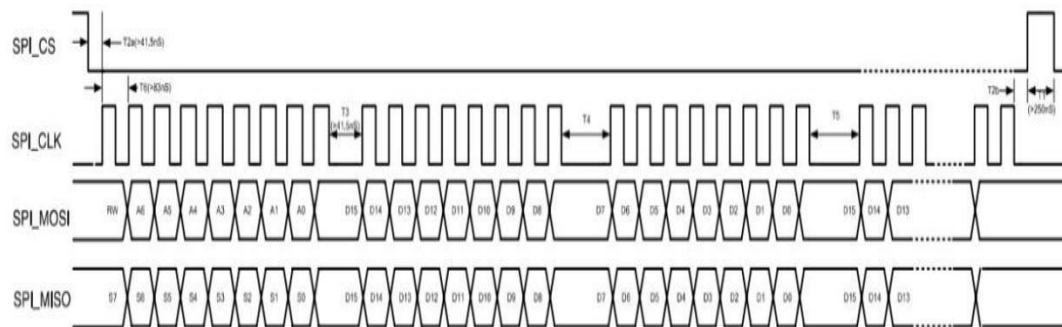 SPI_CS
T2a(>41.5nS)
T6(>83nS)
T2b
T1
(>250nS)
SPI_CLK
T3
(>41.5nS)
T4
T5
SPI_MOSI
RW A6 A5 A4 A3 A2 A1 A0 D15 D14 D13 D12 D11 D10 D9 D8 D7 D6 D5 D4 D3 D2 D1 D0 D15 D14 D13
SPI_MISO
S7 S6 S5 S4 S3 S2 S1 S0 D15 D14 D13 D12 D11 D10 D9 D8 D7 D6 D5 D4 D3 D2 D1 D0 D15 D14 D13